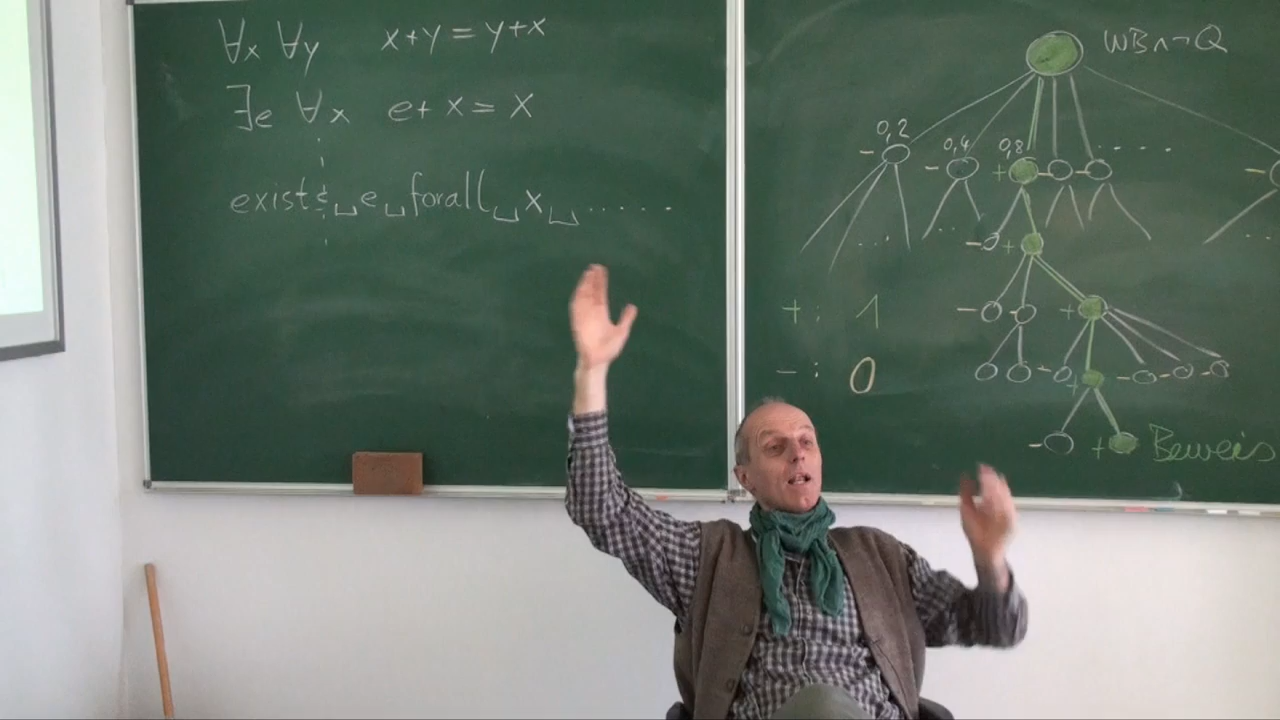 ∀x ∀y x+y = y+x
∃e ∀x e+x = x
exists␣e␣forall␣x␣......
WB∧¬Q
0,2 0,4 0,8 ....
+: 1
-: 0
Beweis